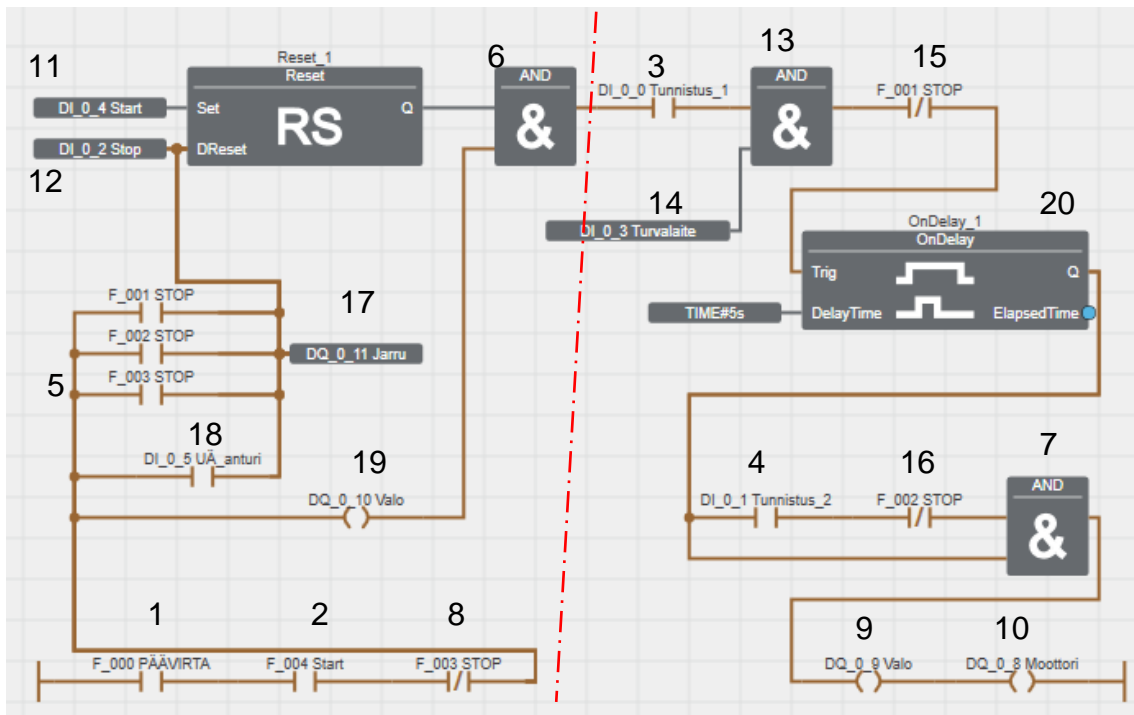 6
13
3
15
11
Reset_1
Reset
AND
DI_0_0 Tunnistus_1
AND
F_001 STOP
DI_0_4 Start
Set
Q
RS
&
&
DI_0_2 Stop
DReset
12
14
20
DI_0_3 Turvalaite
OnDelay_1
OnDelay
Trig
Q
F_001 STOP
17
TIME#5s
DelayTime
ElapsedTime
F_002 STOP
DQ_0_11 Jarru
5
F_003 STOP
18
DI_0_5 UÄ_anturi
19
4
16
7
DQ_0_10 Valo
DI_0_1 Tunnistus_2
F_002 STOP
AND
&
1
2
8
9
10
F_000 PÄÄVIRTA
F_004 Start
F_003 STOP
DQ_0_9 Valo
DQ_0_8 Moottori